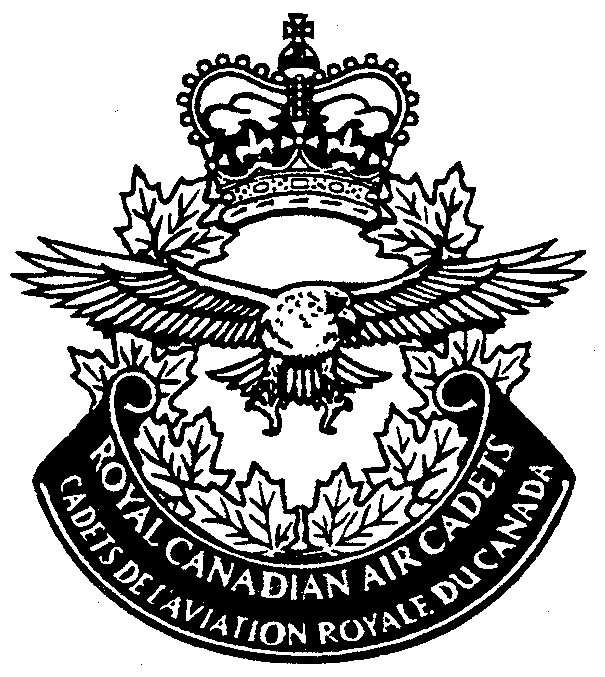 ROYAL CANADIAN AIR CADETS
CADETS DE L'AVIATION ROYALE DU CANADA